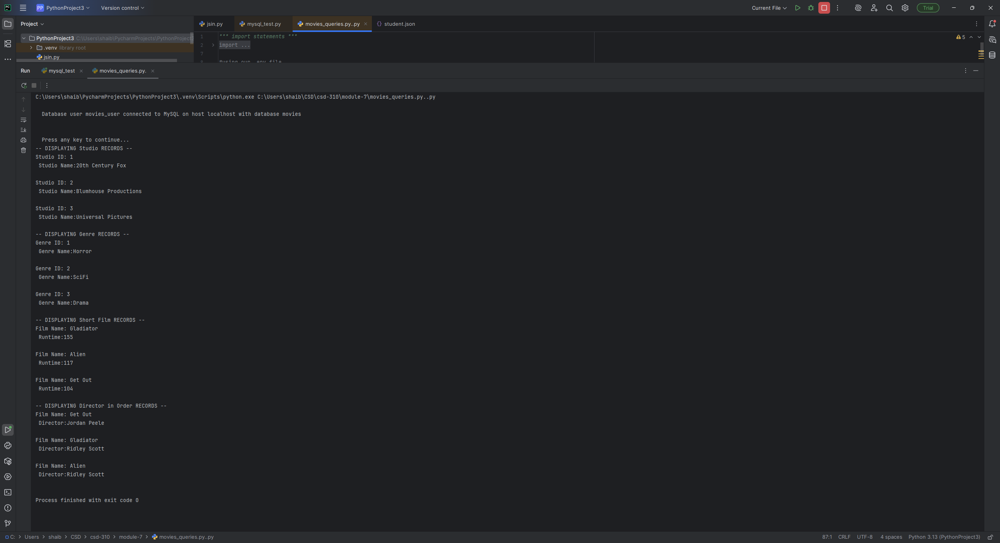 PC
PP PythonProject3
Version control
Current File
Trial
Project
jsin.py
mysql_test.py
movies_queries.py..py
student.json
PythonProject3 C:\Users\shaib\PycharmProjects\PythonProject3
.venv library root
jsin.py
1 """ import statements """
2 import ...
7
8 #using our .env file
5
Run
mysql_test
movies_queries.py.
C:\Users\shaib\PycharmProjects\PythonProject3\.venv\Scripts\python.exe C:\Users\shaib\CSD\csd-310\module-7\movies_queries.py..py
Database user movies_user connected to MySQL on host localhost with database movies
Press any key to continue...
-- DISPLAYING Studio RECORDS --
Studio ID: 1
Studio Name:20th Century Fox
Studio ID: 2
Studio Name:Blumhouse Productions
Studio ID: 3
Studio Name:Universal Pictures
-- DISPLAYING Genre RECORDS --
Genre ID: 1
Genre Name:Horror
Genre ID: 2
Genre Name:SciFi
Genre ID: 3
Genre Name:Drama
-- DISPLAYING Short Film RECORDS --
Film Name: Gladiator
Runtime:155
Film Name: Alien
Runtime:117
Film Name: Get Out
Runtime:104
-- DISPLAYING Director in Order RECORDS --
Film Name: Get Out
Director:Jordan Peele
Film Name: Gladiator
Director:Ridley Scott
Film Name: Alien
Director:Ridley Scott
Process finished with exit code 0
C: > Users > shaib > CSD > csd-310 > module-7 > movies_queries.py..py
87:1 CRLF UTF-8 4 spaces Python 3.13 (PythonProject3)